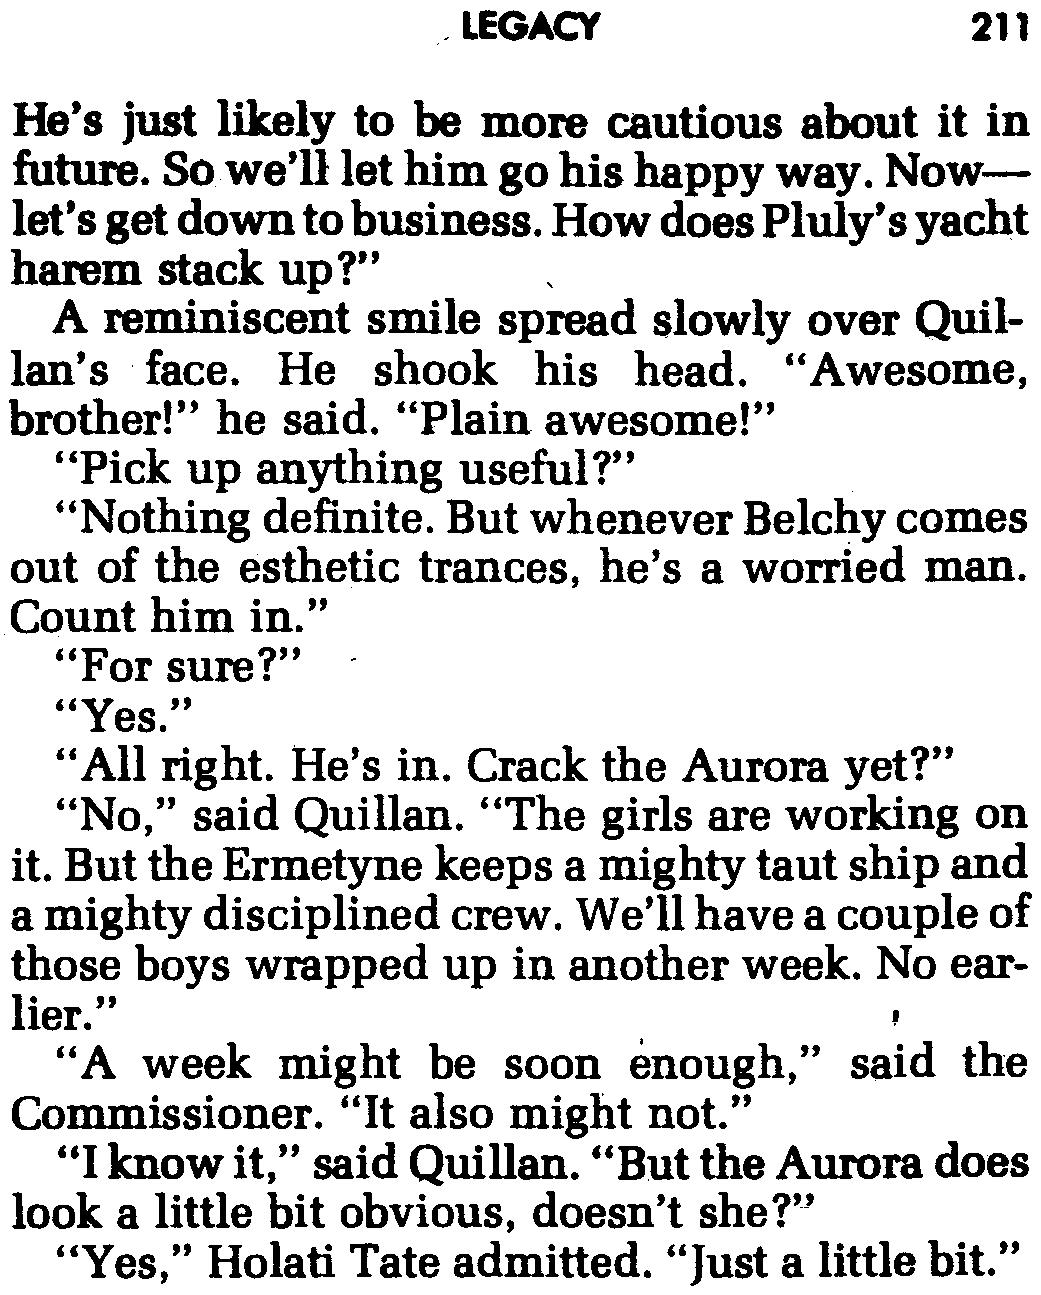 LEGACY 211
He's just likely to be more cautious about it in
future. So we'll let him go his happy way. Now—
let's get down to business. How does Pluly's yacht
harem stack up?”
A reminiscent smile spread slowly over Quil-
lan's face. He shook his head. “Awesome,
brother!” he said. “Plain awesome!”
“Pick up anything useful?”
“Nothing definite. But whenever Belchy comes
out of the esthetic trances, he's a worried man.
Count him in.”
“For sure?”
“Yes.”
“All right. He's in. Crack the Aurora yet?”
“No,” said Quillan. “The girls are working on
it. But the Ermetyne keeps a mighty taut ship and
a mighty disciplined crew. We'll have a couple of
those boys wrapped up in another week. No ear-
lier.”
“A week might be soon enough,” said the
Commissioner. “It also might not.”
“I know it,” said Quillan. “But the Aurora does
look a little bit obvious, doesn't she?”
“Yes,” Holati Tate admitted. “Just a little bit.”